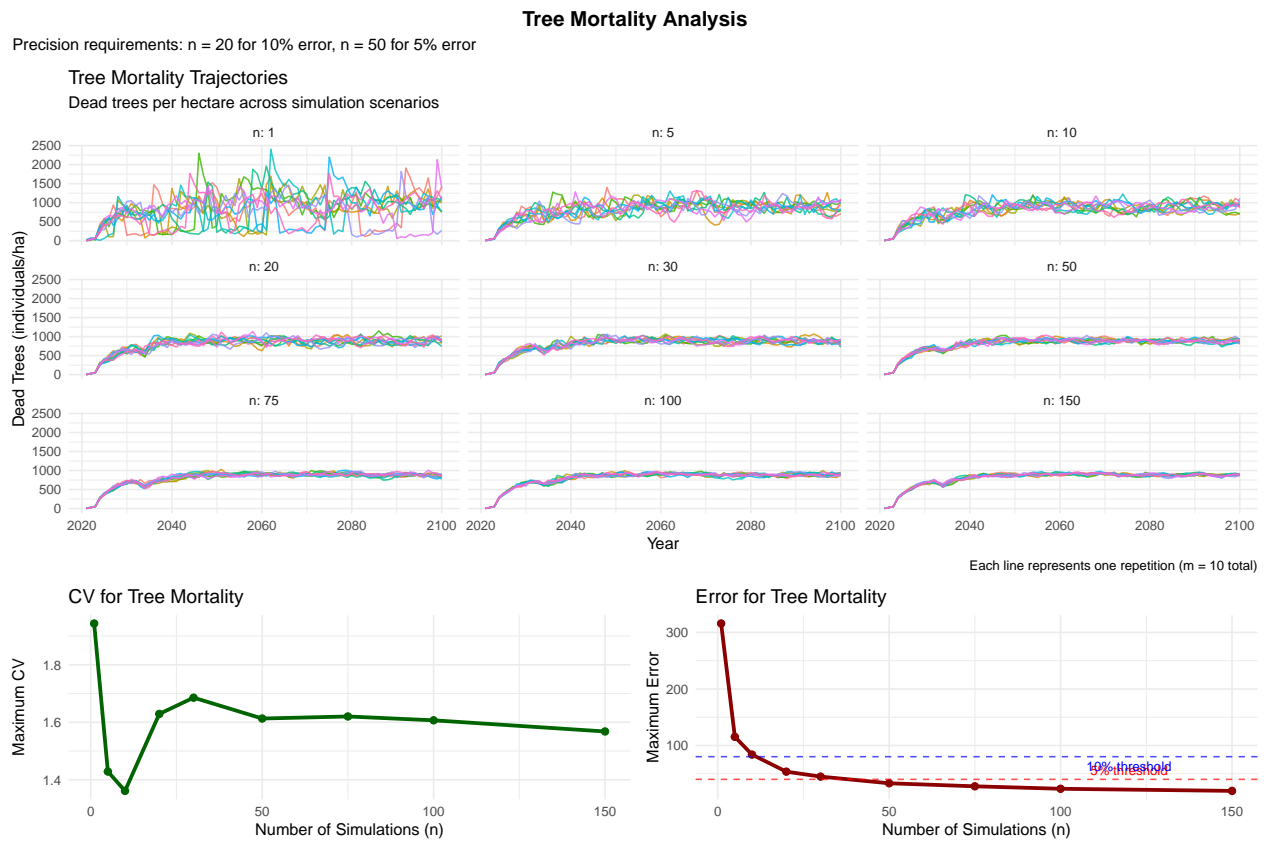 Tree Mortality Analysis
Precision requirements: n = 20 for 10% error, n = 50 for 5% error
Tree Mortality Trajectories
Dead trees per hectare across simulation scenarios
n: 1
n: 5
n: 10
2500
2000
1500
1000
500
0
n: 20
n: 30
n: 50
2500
2000
1500
1000
500
0
n: 75
n: 100
n: 150
2500
2000
1500
1000
500
0
Dead Trees (individuals/ha)
2020 2040 2060 2080 2100
2020 2040 2060 2080 2100
2020 2040 2060 2080 2100
Year
Each line represents one repetition (m = 10 total)
CV for Tree Mortality
Maximum CV
1.8
1.6
1.4
0 50 100 150
Number of Simulations (n)
Error for Tree Mortality
Maximum Error
300
200
100
10% threshold
5% threshold
0 50 100 150
Number of Simulations (n)